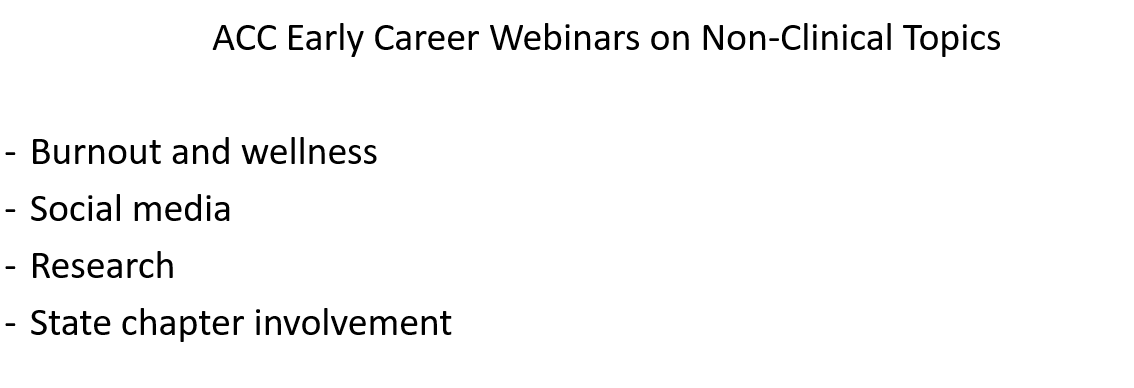 ACC Early Career Webinars on Non-Clinical Topics
- Burnout and wellness
- Social media
- Research
- State chapter involvement